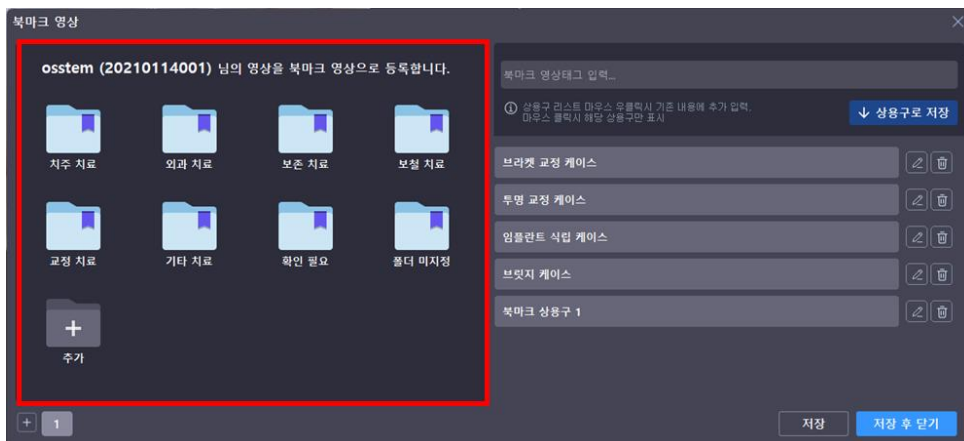 북마크 영상
osstem (20210114001) 님의 영상을 북마크 영상으로 등록합니다.
치주 치료
외과 치료
보존 치료
보철 치료
교정 치료
기타 치료
확인 필요
폴더 미지정
추가
1
북마크 영상태그 입력...
상용구 리스트 마우스 우클릭시 기존 내용에 추가 입력.
마우스 클릭시 해당 상용구만 표시
상용구로 저장
브라켓 교정 케이스
투명 교정 케이스
임플란트 식립 케이스
브릿지 케이스
북마크 상용구 1
저장
저장 후 닫기